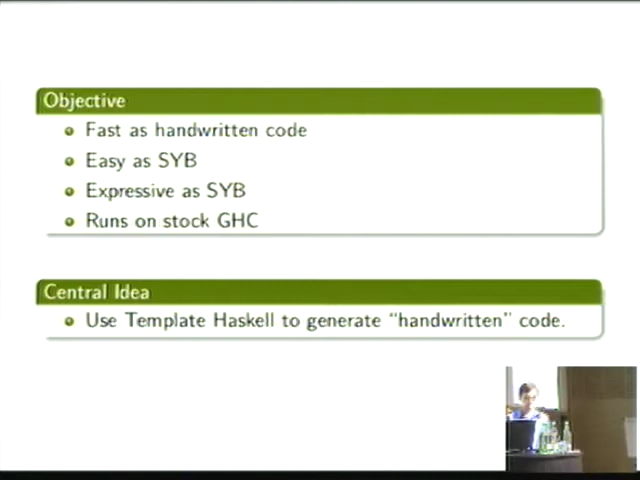 Objective
Fast as handwritten code
Easy as SYB
Expressive as SYB
Runs on stock GHC
Central Idea
Use Template Haskell to generate “handwritten” code.